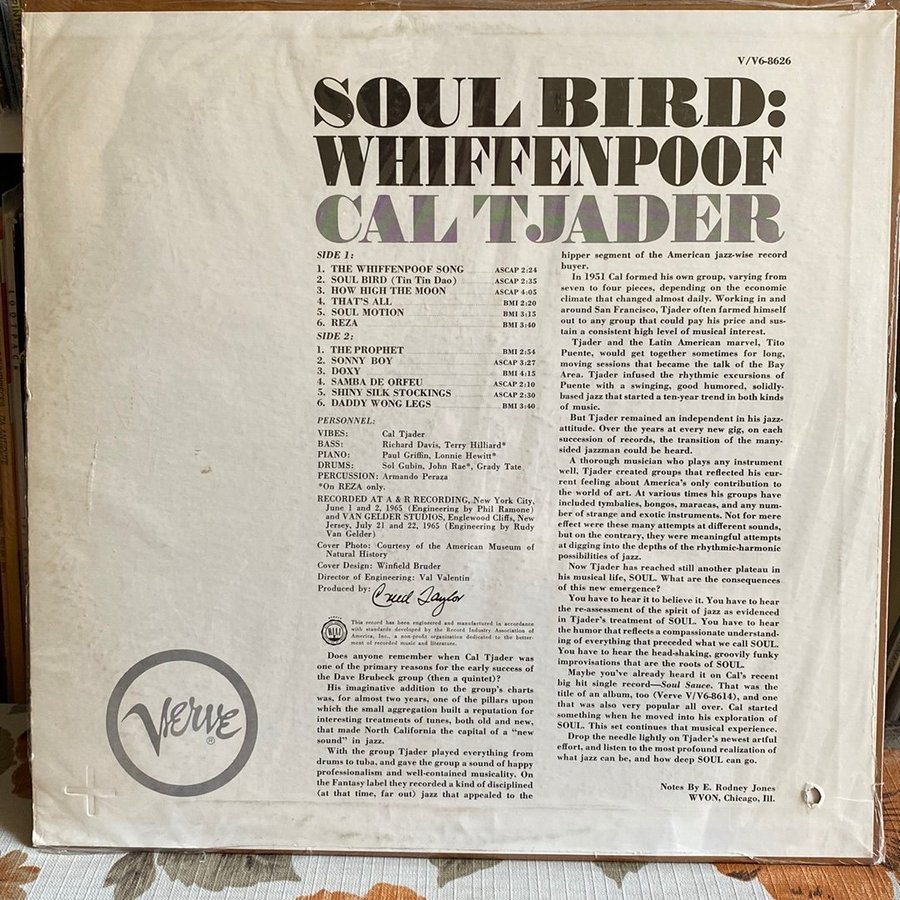 V/V6-8626
SOUL BIRD:
WHIFFENPOOF
CAL TJADER
SIDE 1:
1. THE WHIFFENPOOF SONG ASCAP 2:24
2. SOUL BIRD (Tin Tin Dao) ASCAP 2:35
3. HOW HIGH THE MOON ASCAP 4:05
4. THAT'S ALL BMI 2:20
5. SOUL MOTION BMI 3:15
6. REZA BMI 3:40
SIDE 2:
1. THE PROPHET BMI 2:54
2. SONNY BOY ASCAP 3:27
3. DOXY BMI 4:15
4. SAMBA DE ORFEU ASCAP 2:10
5. SHINY SILK STOCKINGS ASCAP 2:30
6. DADDY WONG LEGS BMI 3:40
PERSONNEL:
VIBES: Cal Tjader
BASS: Richard Davis, Terry Hilliard*
PIANO: Paul Griffin, Lonnie Hewitt*
DRUMS: Sol Gubin, John Rae*, Grady Tate
PERCUSSION: Armando Peraza
*On REZA only.
RECORDED AT A & R RECORDING, New York City,
June 1 and 2, 1965 (Engineering by Phil Ramone)
and VAN GELDER STUDIOS, Englewood Cliffs, New
Jersey, July 21 and 22, 1965 (Engineering by Rudy
Van Gelder)
Cover Photo: Courtesy of the American Museum of
Natural History
Cover Design: Winfield Bruder
Director of Engineering: Val Valentin
Produced by: Creed Taylor
This record has been engineered and manufactured in accordance
with standards developed by the Record Industry Association of
America, Inc., a non-profit organization dedicated to the better-
ment of recorded music and literature.
Does anyone remember when Cal Tjader was
one of the primary reasons for the early success of
the Dave Brubeck group (then a quintet)?
His imaginative addition to the group's charts
was, for almost two years, one of the pillars upon
which the small aggregation built a reputation for
interesting treatments of tunes, both old and new,
that made North California the capital of a "new
sound" in jazz.
With the group Tjader played everything from
drums to tuba, and gave the group a sound of happy
professionalism and well-contained musicality. On
the Fantasy label they recorded a kind of disciplined
(at that time, far out) jazz that appealed to the
hipper segment of the American jazz-wise record
buyer.
In 1951 Cal formed his own group, varying from
seven to four pieces, depending on the economic
climate that changed almost daily. Working in and
around San Francisco, Tjader often farmed himself
out to any group that could pay his price and sus-
tain a consistent high level of musical interest.
Tjader and the Latin American marvel, Tito
Puente, would get together sometimes for long,
moving sessions that became the talk of the Bay
Area. Tjader infused the rhythmic excursions of
Puente with a swinging, good humored, solidly-
based jazz that started a ten-year trend in both kinds
of music.
But Tjader remained an independent in his jazz-
attitude. Over the years at every new gig, on each
succession of records, the transition of the many-
sided jazzman could be heard.
A thorough musician who plays any instrument
well, Tjader created groups that reflected his cur-
rent feeling about America's only contribution to
the world of art. At various times his groups have
included tymbalies, bongos, maracas, and any num-
ber of strange and exotic instruments. Not for mere
effect were these many attempts at different sounds,
but on the contrary, they were meaningful attempts
at digging into the depths of the rhythmic-harmonic
possibilities of jazz.
Now Tjader has reached still another plateau in
his musical life, SOUL. What are the consequences
of this new emergence?
You have to hear it to believe it. You have to hear
the re-assessment of the spirit of jazz as evidenced
in Tjader's treatment of SOUL. You have to hear
the humor that reflects a compassionate understand-
ing of everything that preceded what we call SOUL.
You have to hear the head-shaking, groovily funky
improvisations that are the roots of SOUL.
Maybe you've already heard it on Cal's recent
big hit single record—Soul Sauce. That was the
title of an album, too (Verve V/V6-8614), and one
that was also very popular all over. Cal started
something when he moved into his exploration of
SOUL. This set continues that musical experience.
Drop the needle lightly on Tjader's newest artful
effort, and listen to the most profound realization of
what jazz can be, and how deep SOUL can go.
Notes By E. Rodney Jones
WVON, Chicago, Ill.
VERVE ®